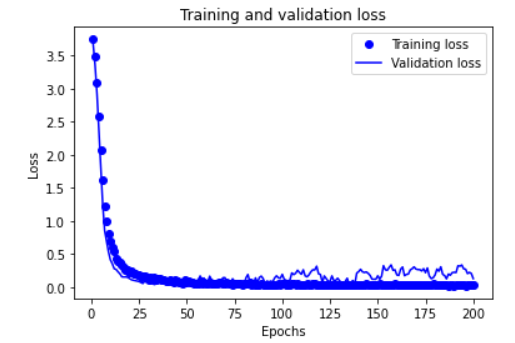 Training and validation loss
Training loss
Validation loss
3.5
3.0
2.5
2.0
1.5
1.0
0.5
0.0
Loss
0 25 50 75 100 125 150 175 200
Epochs